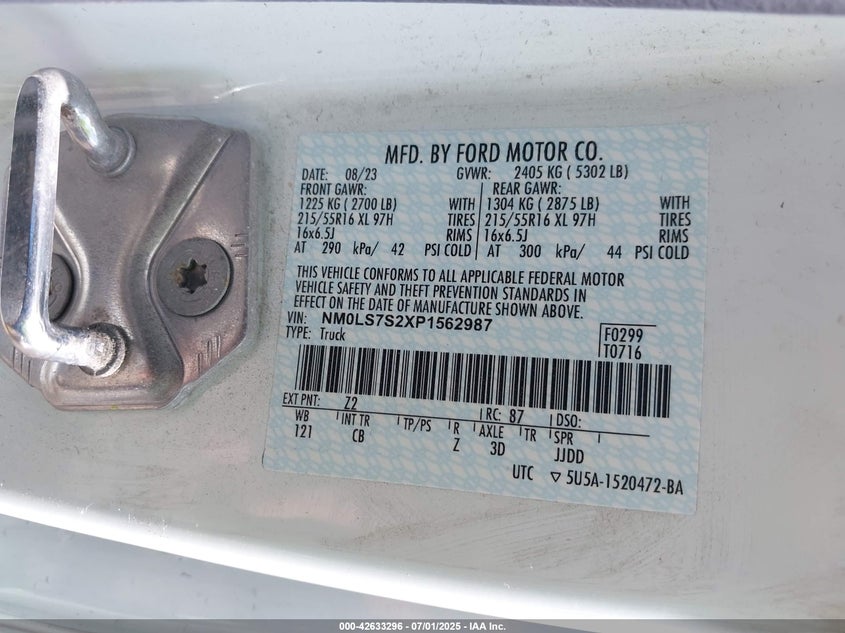 MFD. BY FORD MOTOR CO.
DATE: 08/23 GVWR: 2405 KG ( 5302 LB)
FRONT GAWR: REAR GAWR:
1225 KG ( 2700 LB) WITH 1304 KG ( 2875 LB) WITH
215/55R16 XL 97H TIRES 215/55R16 XL 97H TIRES
16x6.5J RIMS 16x6.5J RIMS
AT 290 kPa/ 42 PSI COLD AT 300 kPa/ 44 PSI COLD
THIS VEHICLE CONFORMS TO ALL APPLICABLE FEDERAL MOTOR
VEHICLE SAFETY AND THEFT PREVENTION STANDARDS IN
EFFECT ON THE DATE OF MANUFACTURE SHOWN ABOVE.
VIN: NM0LS7S2XP1562987
TYPE: Truck
F0299
T0716
EXT PNT: Z2 RC: 87 DSO:
WB INT TR TP/PS R AXLE TR SPR
121 CB Z 3D JJDD
UTC ▽ 5U5A-1520472-BA
000-42633296 - 07/01/2025 - IAA Inc.